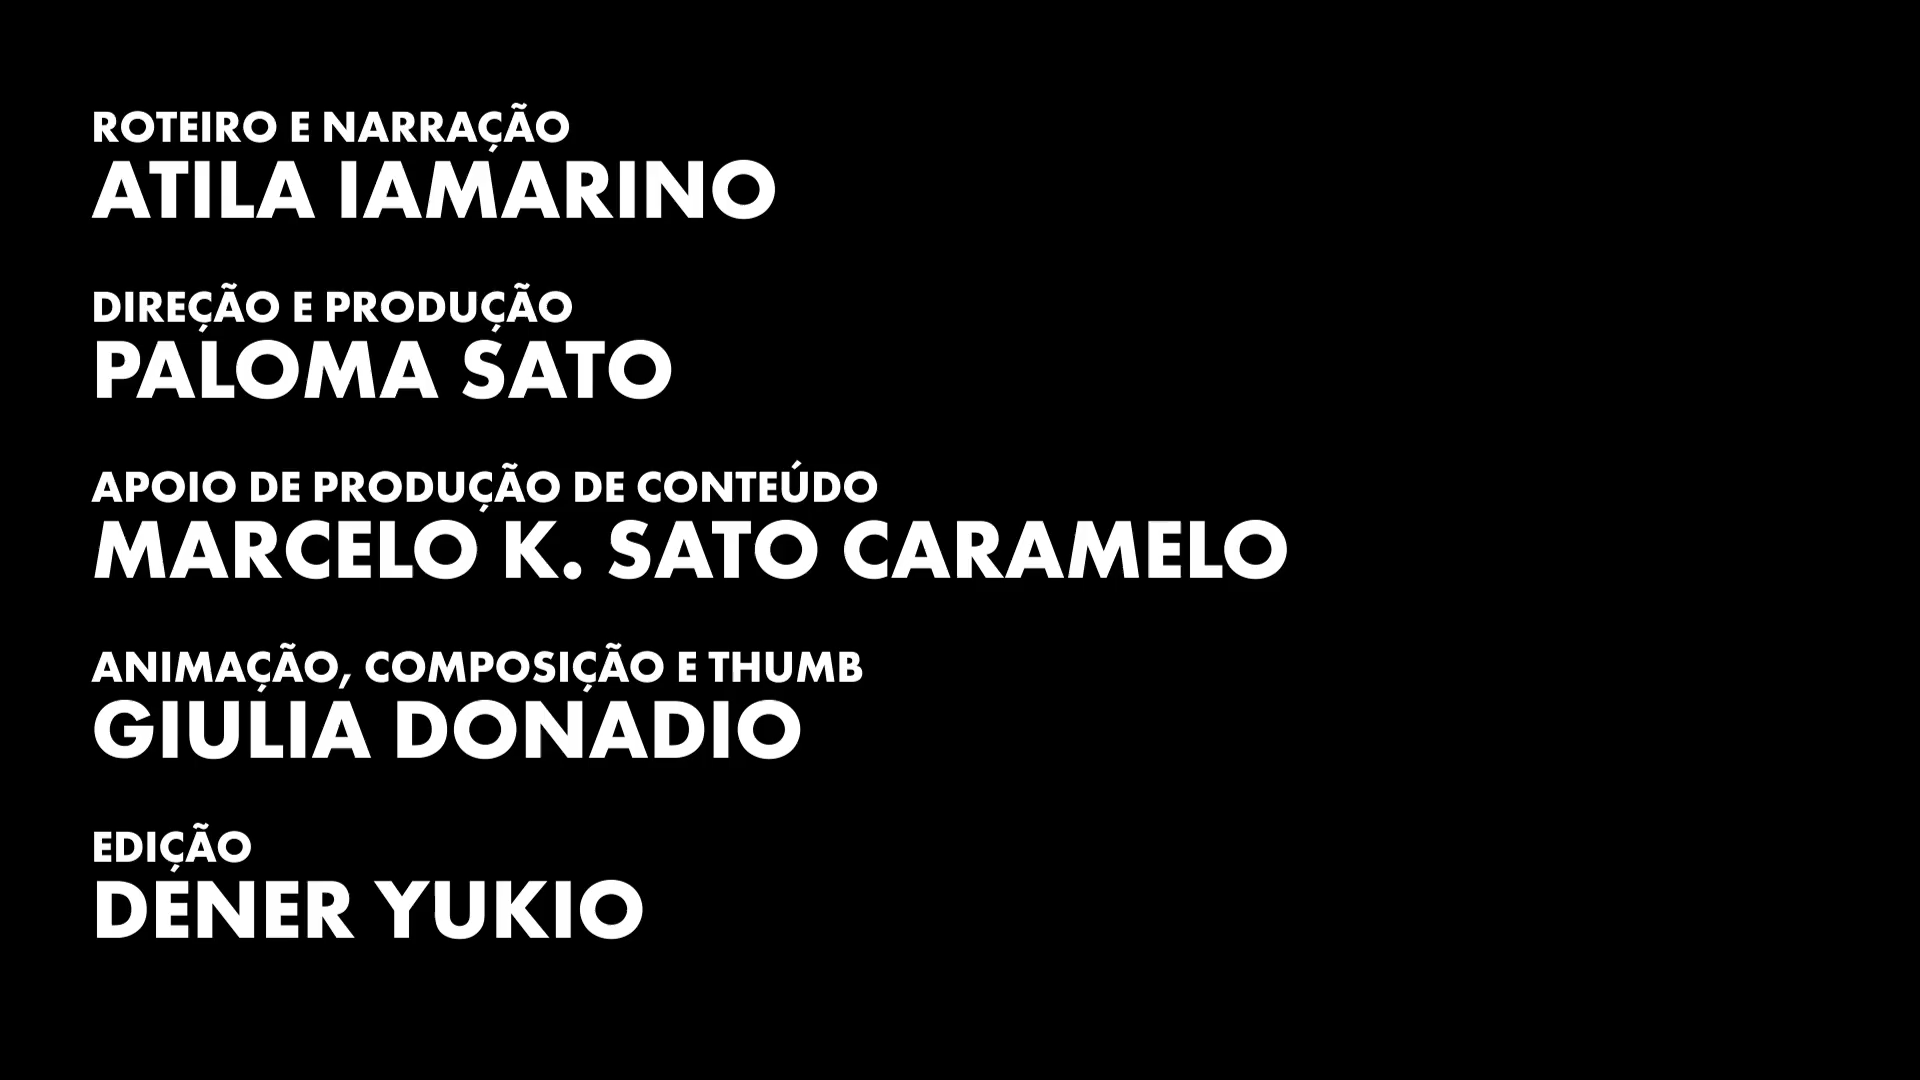 ROTEIRO E NARRAÇÃO
ATILA IAMARINO
DIREÇÃO E PRODUÇÃO
PALOMA SATO
APOIO DE PRODUÇÃO DE CONTEÚDO
MARCELO K. SATO CARAMELO
ANIMAÇÃO, COMPOSIÇÃO E THUMB
GIULIA DONADIO
EDIÇÃO
DENER YUKIO